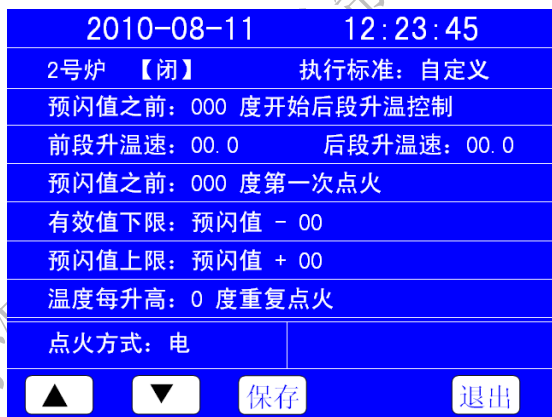 2010-08-11 12:23:45
2号炉 【闭】 执行标准：自定义
预闪值之前：000 度开始后段升温控制
前段升温速：00.0 后段升温速：00.0
预闪值之前：000 度第一次点火
有效值下限：预闪值 - 00
预闪值上限：预闪值 + 00
温度每升高：0 度重复点火
点火方式：电
▲ ▼ 保存 退出